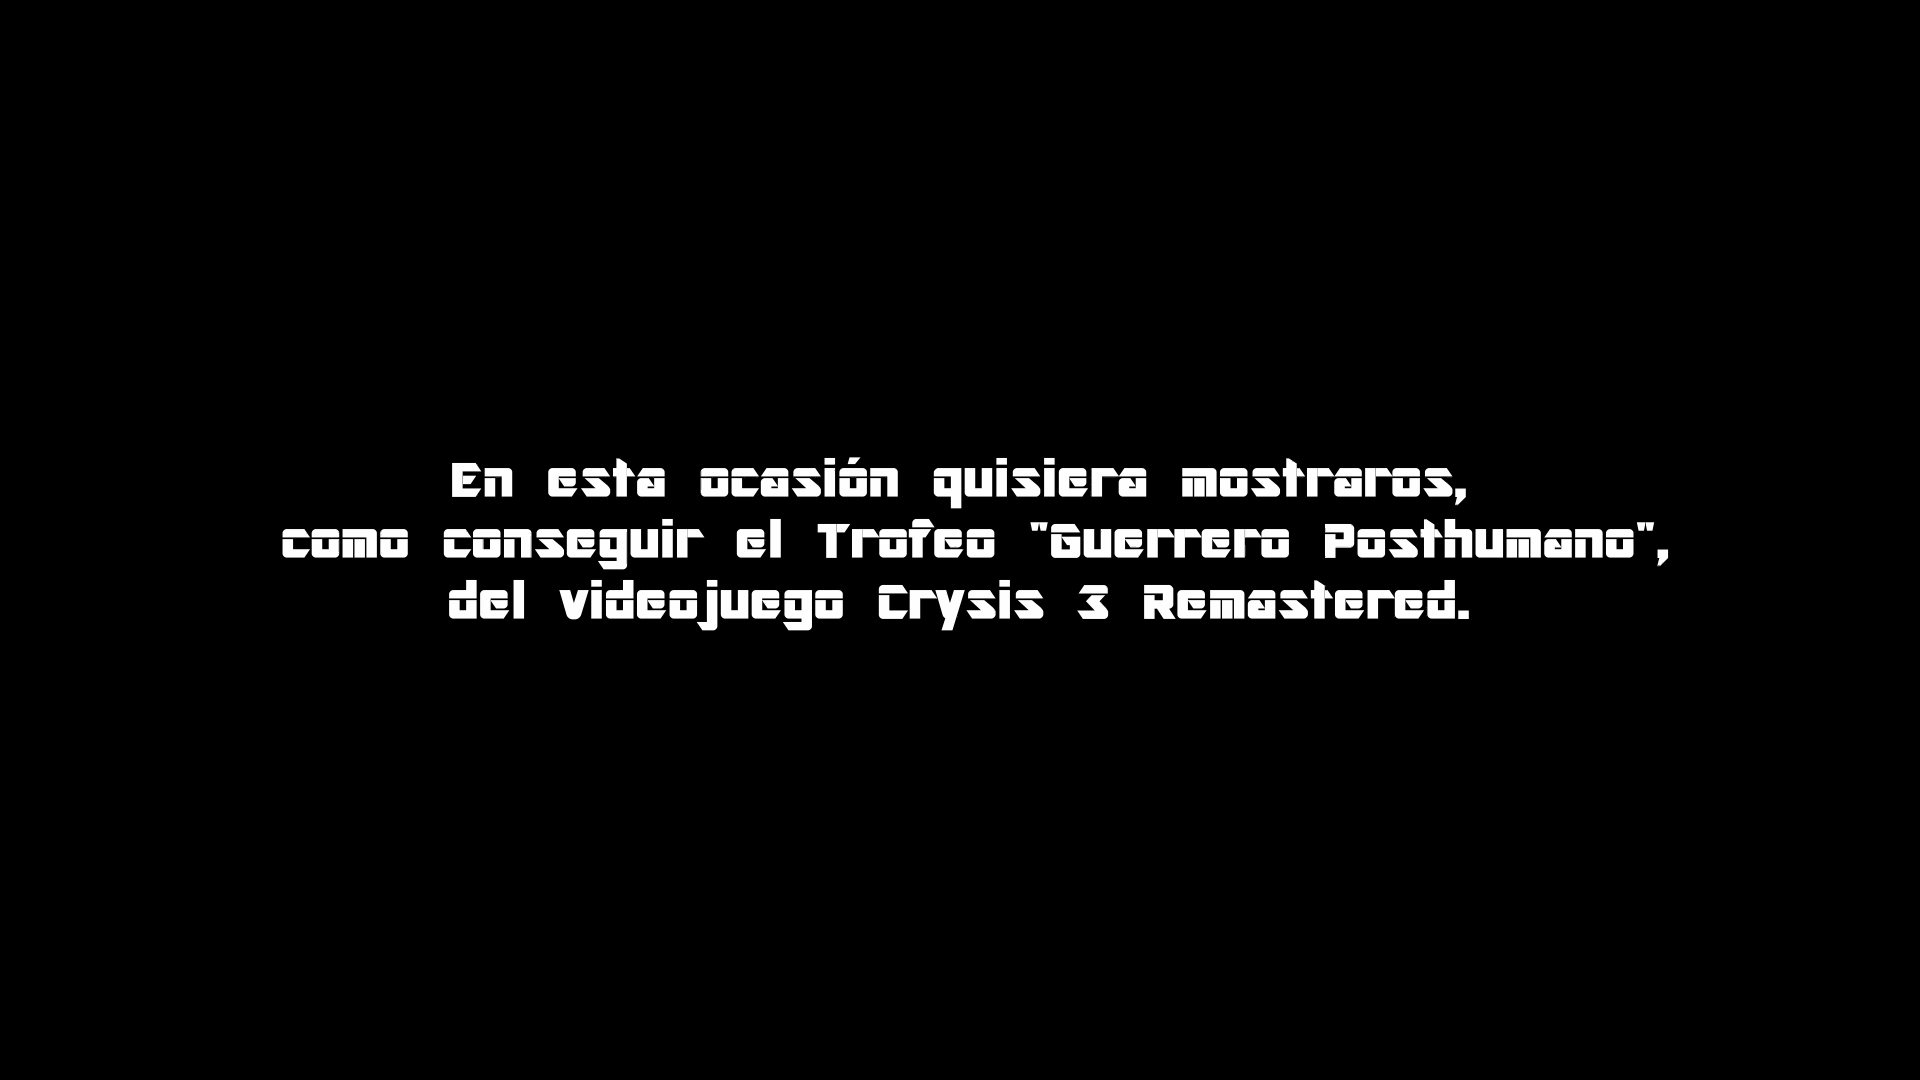 En esta ocasión quisiera mostraros,
como conseguir el Trofeo "Guerrero Posthumano",
del videojuego Crysis 3 Remastered.